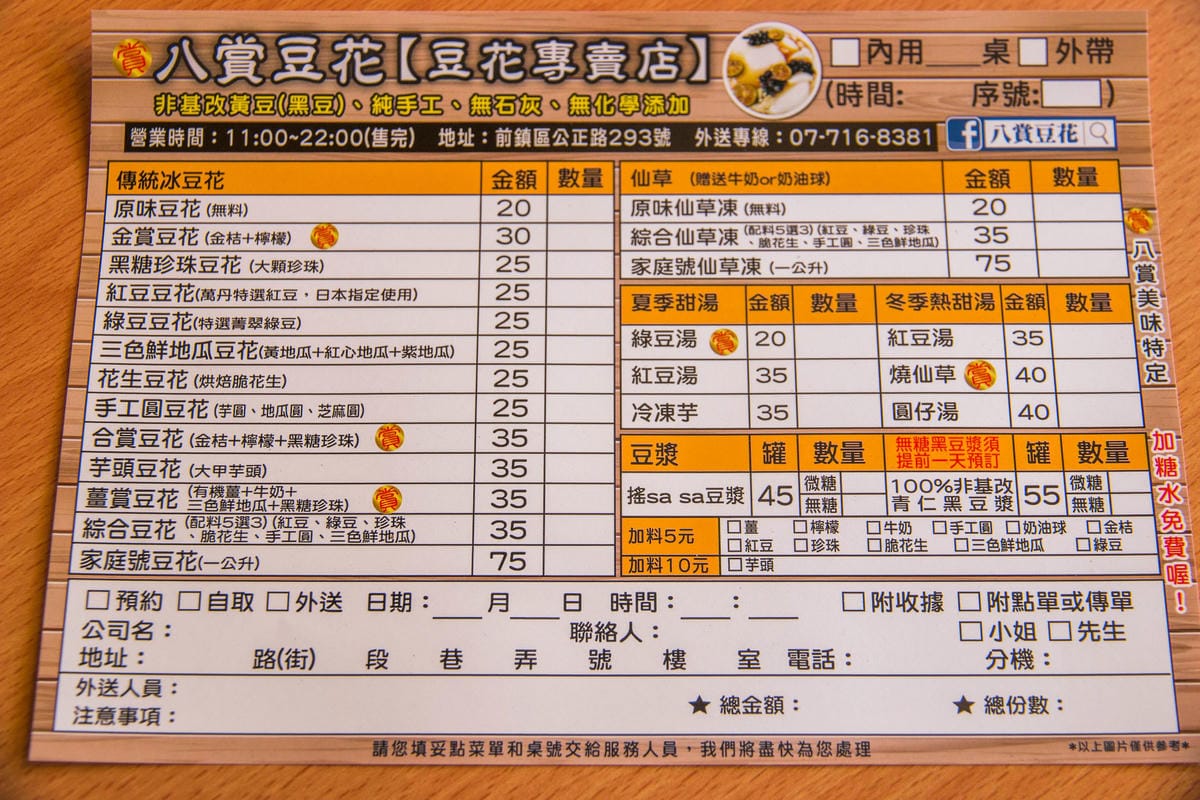 賞 八賞豆花【豆花專賣店】
非基改黃豆(黑豆)、純手工、無石灰、無化學添加
□內用____桌□外帶
(時間: 序號: )
營業時間：11:00~22:00(售完) 地址：前鎮區公正路293號 外送專線：07-716-8381
f 八賞豆花
傳統冰豆花 金額 數量
原味豆花(無料) 20
金賞豆花(金桔+檸檬) 賞 30
黑糖珍珠豆花(大顆珍珠) 25
紅豆豆花(萬丹特選紅豆，日本指定使用) 25
綠豆豆花(特選菁翠綠豆) 25
三色鮮地瓜豆花(黃地瓜+紅心地瓜+紫地瓜) 25
花生豆花(烘焙脆花生) 25
手工圓豆花(芋圓、地瓜圓、芝麻圓) 25
合賞豆花(金桔+檸檬+黑糖珍珠) 賞 35
芋頭豆花(大甲芋頭) 35
薑賞豆花(有機薑+牛奶+
三色鮮地瓜+黑糖珍珠) 賞 35
綜合豆花(配料5選3)(紅豆、綠豆、珍珠
、脆花生、手工圓、三色鮮地瓜) 35
家庭號豆花(一公升) 75
仙草 (贈送牛奶or奶油球) 金額 數量
原味仙草凍(無料) 20
綜合仙草凍(配料5選3)(紅豆、綠豆、珍珠
、脆花生、手工圓、三色鮮地瓜) 35
家庭號仙草凍(一公升) 75
夏季甜湯 金額 數量 冬季熱甜湯 金額 數量
綠豆湯 賞 20 紅豆湯 35
紅豆湯 35 燒仙草 賞 40
冷凍芋 35 圓仔湯 40
豆漿 罐 數量 無糖黑豆漿須
提前一天預訂 罐 數量
搖sa sa豆漿 45 微糖
無糖
100%非基改
青仁黑豆漿 55 微糖
無糖
加料5元 □薑 □檸檬 □牛奶 □手工圓 □奶油球 □金桔
□紅豆 □珍珠 □脆花生 □三色鮮地瓜 □綠豆
加料10元 □芋頭
賞 八賞美味特定
加糖水免費喔！
□預約 □自取 □外送 日期：____月____日 時間：____：____ □附收據 □附點單或傳單
公司名： 聯絡人： □小姐 □先生
地址： 路(街) 段 巷 弄 號 樓 室 電話： 分機：
外送人員：
注意事項： ★ 總金額： ★ 總份數：
請您填妥點菜單和桌號交給服務人員，我們將盡快為您處理
*以上圖片僅供參考*